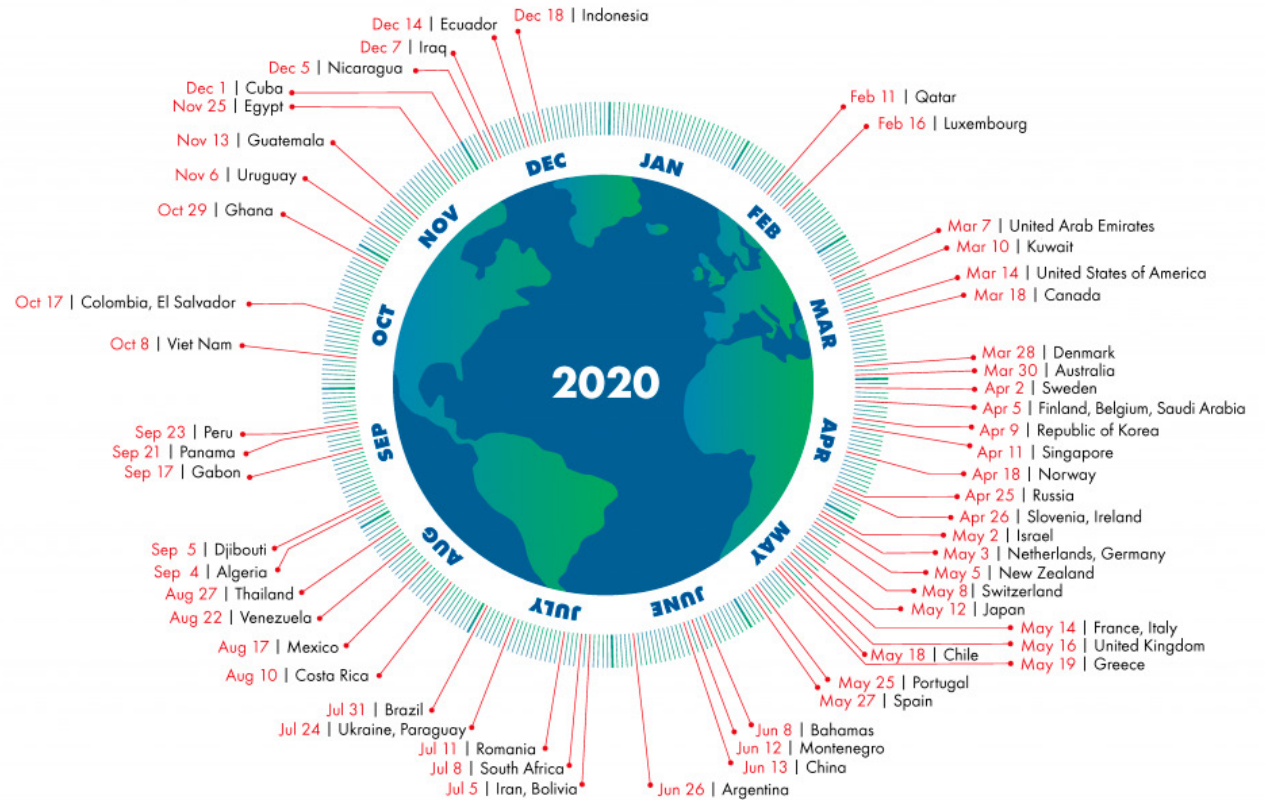 2020
JAN
FEB
MAR
APR
MAY
JUNE
JULY
AUG
SEP
OCT
NOV
DEC
Feb 11 | Qatar
Feb 16 | Luxembourg
Mar 7 | United Arab Emirates
Mar 10 | Kuwait
Mar 14 | United States of America
Mar 18 | Canada
Mar 28 | Denmark
Mar 30 | Australia
Apr 2 | Sweden
Apr 5 | Finland, Belgium, Saudi Arabia
Apr 9 | Republic of Korea
Apr 11 | Singapore
Apr 18 | Norway
Apr 25 | Russia
Apr 26 | Slovenia, Ireland
May 2 | Israel
May 3 | Netherlands, Germany
May 5 | New Zealand
May 8| Switzerland
May 12 | Japan
May 14 | France, Italy
May 16 | United Kingdom
May 18 | Chile
May 19 | Greece
May 25 | Portugal
May 27 | Spain
Jun 8 | Bahamas
Jun 12 | Montenegro
Jun 13 | China
Jun 26 | Argentina
Jul 5 | Iran, Bolivia
Jul 8 | South Africa
Jul 11 | Romania
Jul 24 | Ukraine, Paraguay
Jul 31 | Brazil
Aug 10 | Costa Rica
Aug 17 | Mexico
Aug 22 | Venezuela
Aug 27 | Thailand
Sep 4 | Algeria
Sep 5 | Djibouti
Sep 17 | Gabon
Sep 21 | Panama
Sep 23 | Peru
Oct 8 | Viet Nam
Oct 17 | Colombia, El Salvador
Oct 29 | Ghana
Nov 6 | Uruguay
Nov 13 | Guatemala
Nov 25 | Egypt
Dec 1 | Cuba
Dec 5 | Nicaragua
Dec 7 | Iraq
Dec 14 | Ecuador
Dec 18 | Indonesia